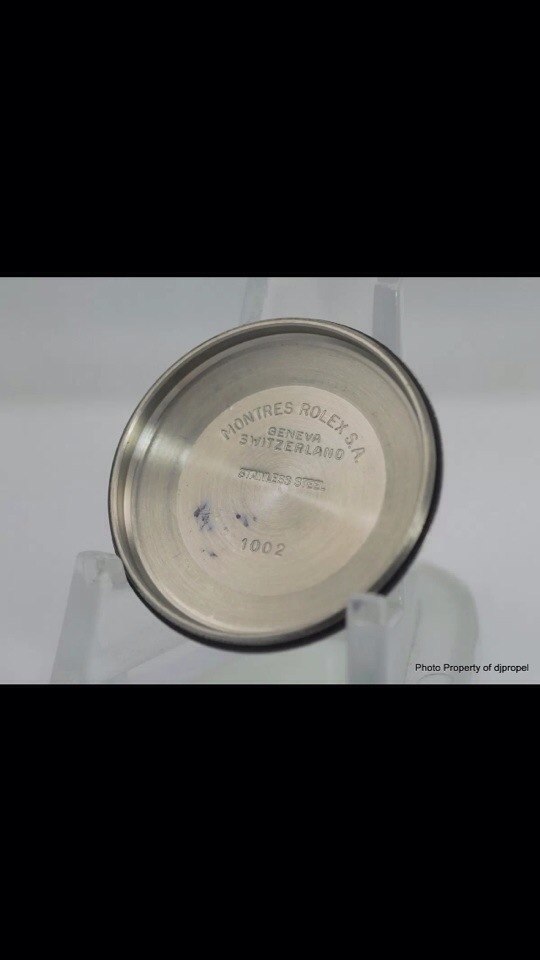 MONTRES ROLEX S.A.
GENEVA
SWITZERLAND
STAINLESS STEEL
1002
Photo Property of djpropel